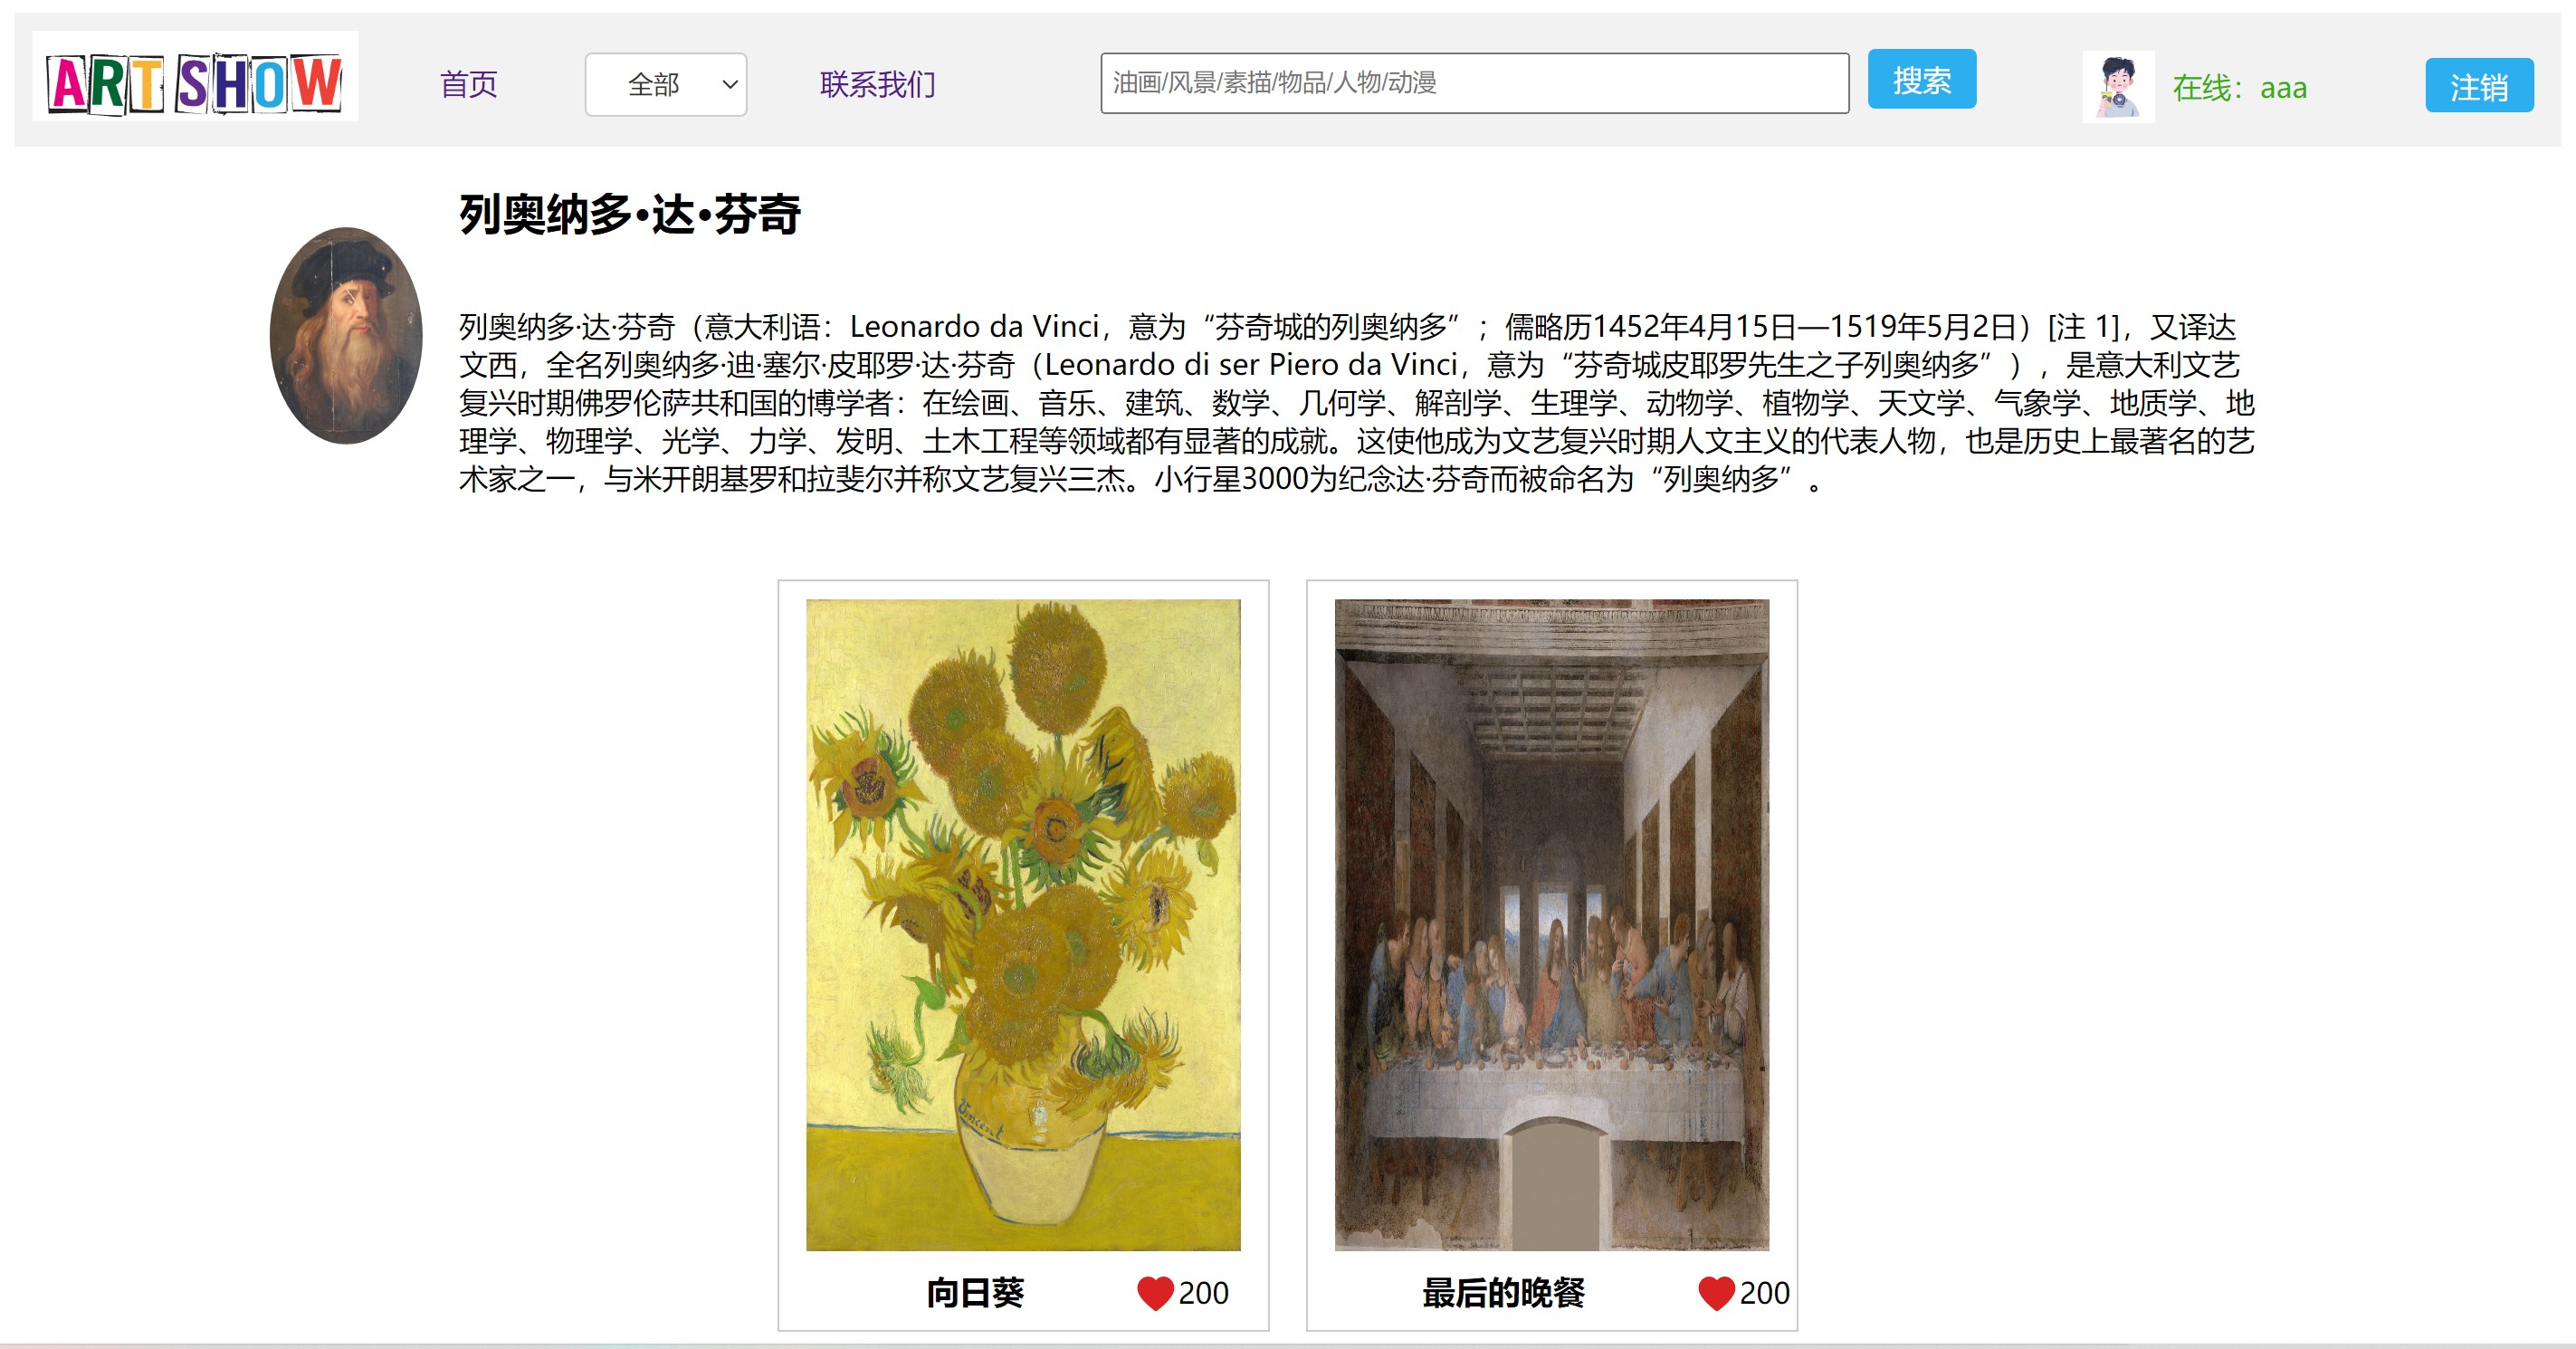 ART SHOW
首页
全部
联系我们
油画/风景/素描/物品/人物/动漫
搜索
在线：aaa
注销
列奥纳多·达·芬奇
列奥纳多·达·芬奇（意大利语：Leonardo da Vinci，意为“芬奇城的列奥纳多”；儒略历1452年4月15日—1519年5月2日）[注 1]，又译达
文西，全名列奥纳多·迪·塞尔·皮耶罗·达·芬奇（Leonardo di ser Piero da Vinci，意为“芬奇城皮耶罗先生之子列奥纳多”），是意大利文艺
复兴时期佛罗伦萨共和国的博学者：在绘画、音乐、建筑、数学、几何学、解剖学、生理学、动物学、植物学、天文学、气象学、地质学、地
理学、物理学、光学、力学、发明、土木工程等领域都有显著的成就。这使他成为文艺复兴时期人文主义的代表人物，也是历史上最著名的艺
术家之一，与米开朗基罗和拉斐尔并称文艺复兴三杰。小行星3000为纪念达·芬奇而被命名为“列奥纳多”。
Vincent
向日葵
200
最后的晚餐
200